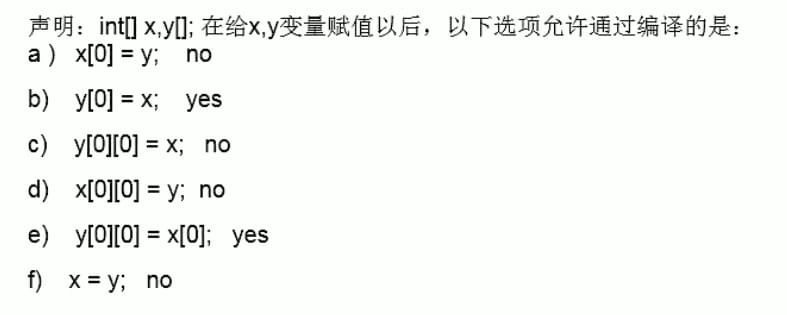 声明：int[] x,y[]; 在给x,y变量赋值以后，以下选项允许通过编译的是：
a ) x[0] = y; no
b) y[0] = x; yes
c) y[0][0] = x; no
d) x[0][0] = y; no
e) y[0][0] = x[0]; yes
f) x = y; no